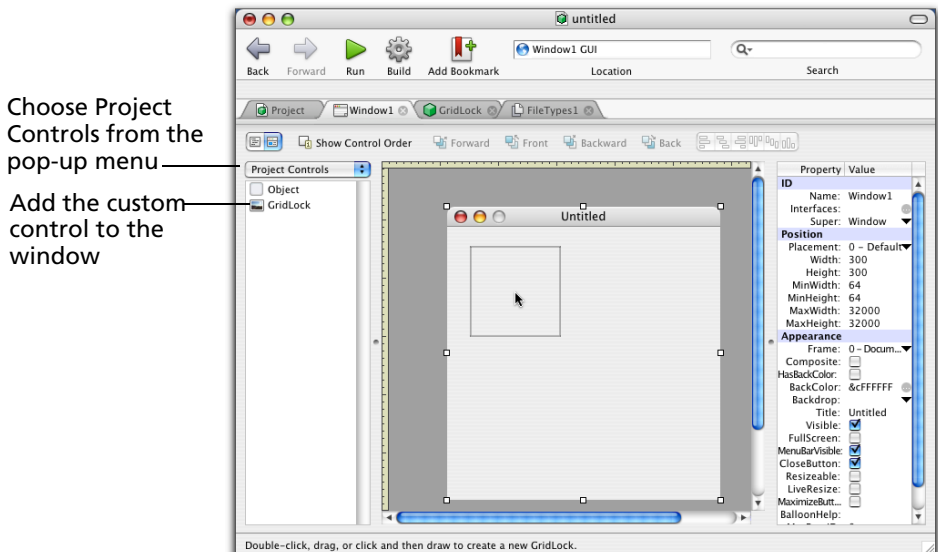 untitled
Back Forward Run Build Add Bookmark
Window1 GUI
Location
Search
Project Window1 GridLock FileTypes1
Show Control Order Forward Front Backward Back
Choose Project
Controls from the
pop-up menu
Add the custom
control to the
window
Project Controls
Object
GridLock
Untitled
Property Value
ID
Name: Window1
Interfaces:
Super: Window
Position
Placement: 0 – Default
Width: 300
Height: 300
MinWidth: 64
MinHeight: 64
MaxWidth: 32000
MaxHeight: 32000
Appearance
Frame: 0 – Docum...
Composite:
HasBackColor:
BackColor: &cFFFFFF
Backdrop:
Title: Untitled
Visible:
FullScreen:
MenuBarVisible:
CloseButton:
Resizeable:
LiveResize:
MaximizeButt...
BalloonHelp:
Double-click, drag, or click and then draw to create a new GridLock.